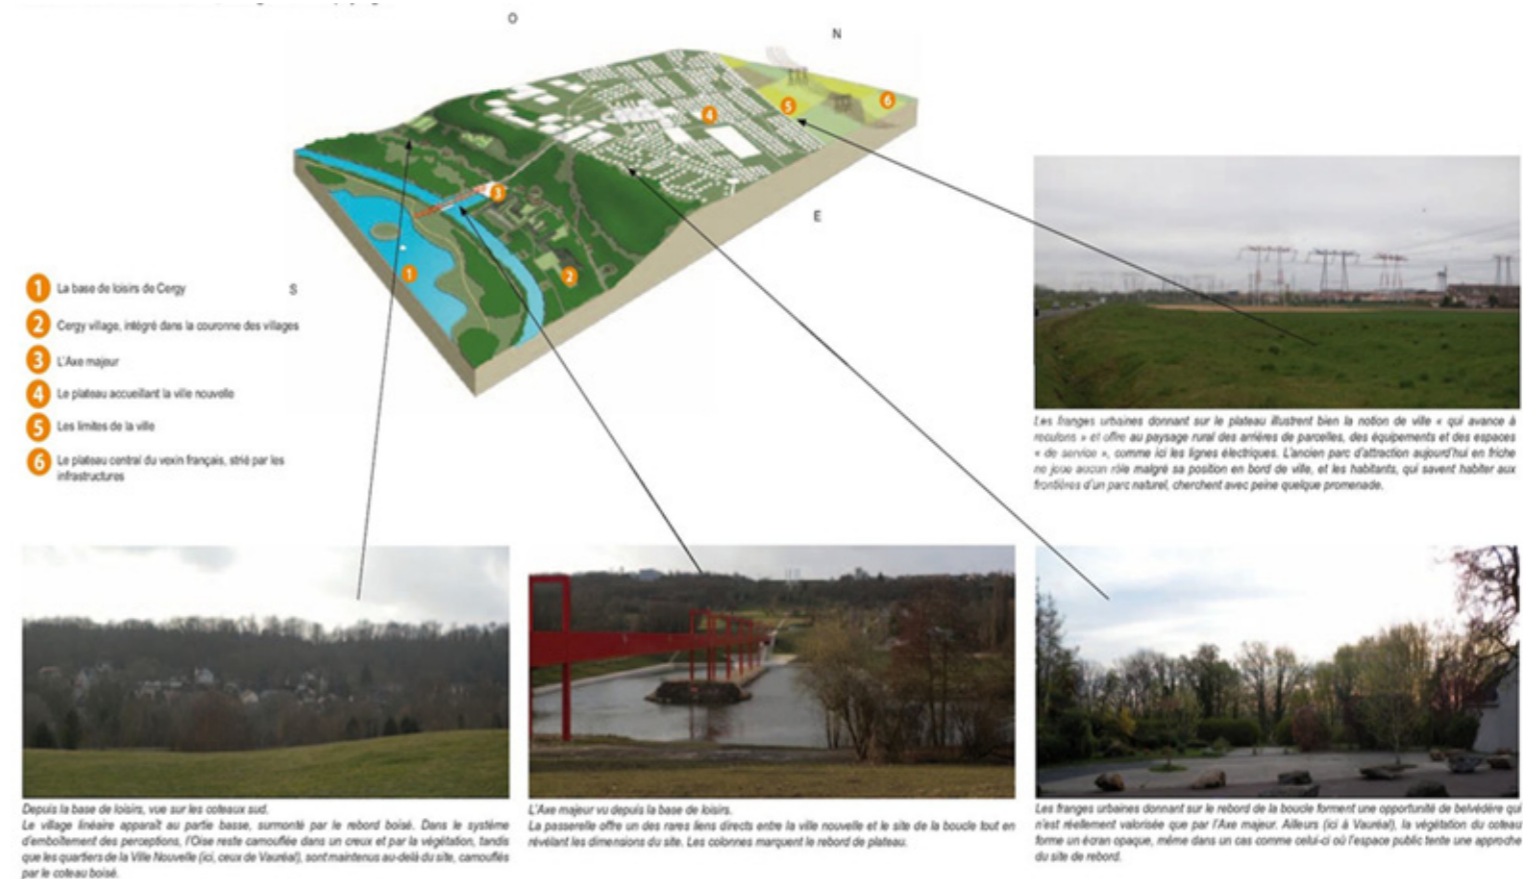 O
N
E
S
1
2
3
4
5
6
1 La base de loisirs de Cergy
2 Cergy village, intégré dans la couronne des villages
3 L'Axe majeur
4 Le plateau accueillant la ville nouvelle
5 Les limites de la ville
6 Le plateau central du vexin français, strié par les
infrastructures
Les franges urbaines donnant sur le plateau illustrent bien la notion de ville « qui avance à
reculons » et offre au paysage rural des arrières de parcelles, des équipements et des espaces
« de service », comme ici les lignes électriques. L'ancien parc d'attraction aujourd'hui en friche
ne joue aucun rôle malgré sa position en bord de ville, et les habitants, qui savent habiter aux
frontières d'un parc naturel, cherchent avec peine quelque promenade.
Depuis la base de loisirs, vue sur les coteaux sud.
Le village linéaire apparaît au partie basse, surmonté par le rebord boisé. Dans le système
d'emboîtement des perceptions, l'Oise reste camouflée dans un creux et par la végétation, tandis
que les quartiers de la Ville Nouvelle (ici, ceux de Vauréal), sont maintenus au-delà du site, camouflés
par le coteau boisé.
L'Axe majeur vu depuis la base de loisirs.
La passerelle offre un des rares liens directs entre la ville nouvelle et le site de la boucle tout en
révélant les dimensions du site. Les colonnes marquent le rebord de plateau.
Les franges urbaines donnant sur le rebord de la boucle forment une opportunité de belvédère qui
n'est réellement valorisée que par l'Axe majeur. Ailleurs (ici à Vauréal), la végétation du coteau
forme un écran opaque, même dans un cas comme celui-ci où l'espace public tente une approche
du site de rebord.